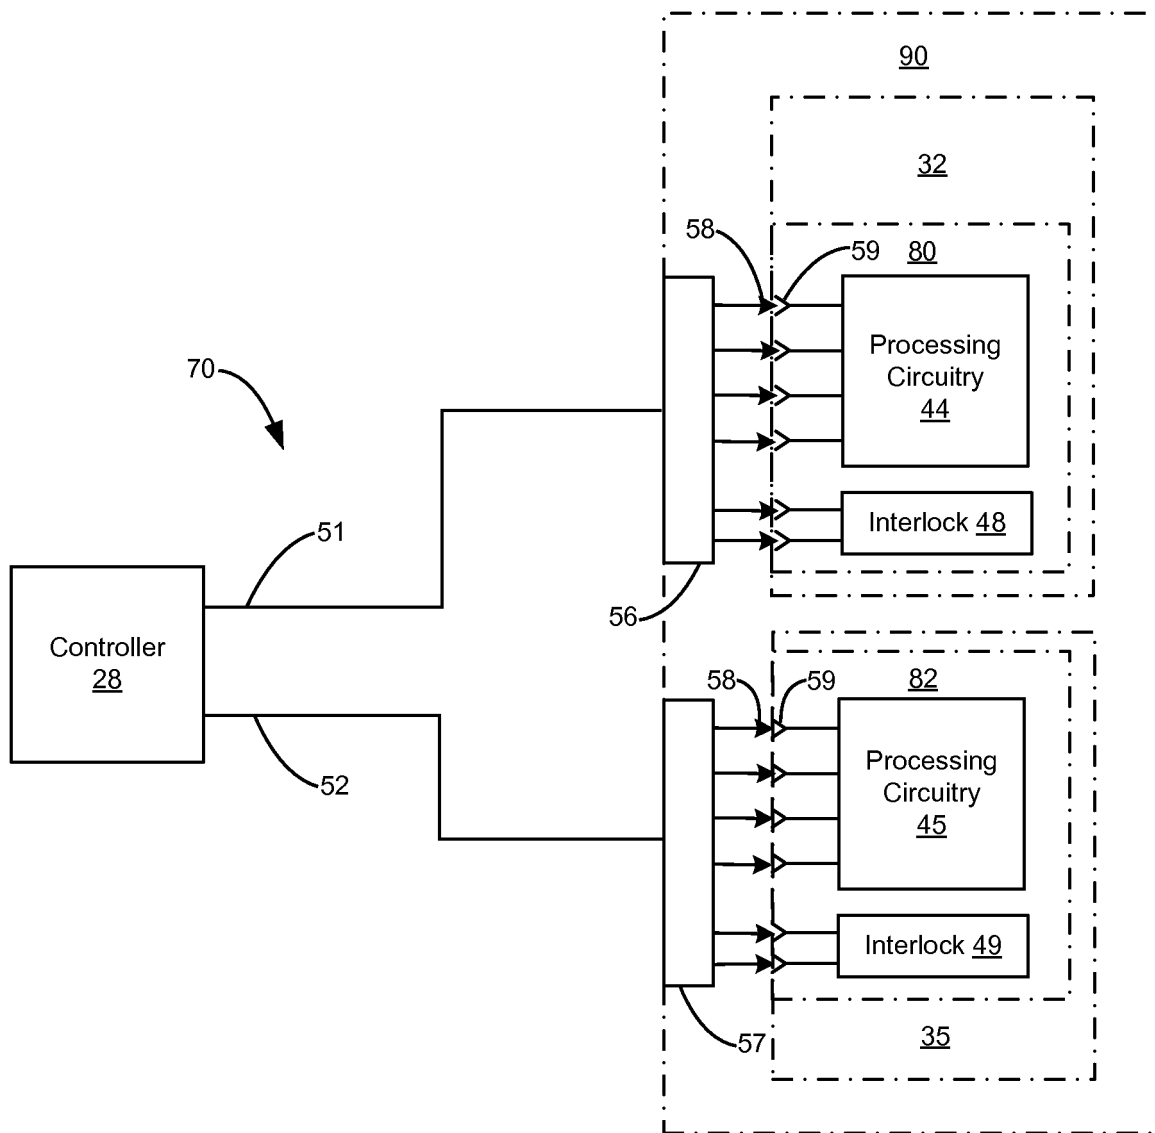 90
32
58
59
80
Processing
Circuitry
44
70
Interlock 48
51
56
Controller
28
58
59
82
Processing
Circuitry
45
52
Interlock 49
57
35